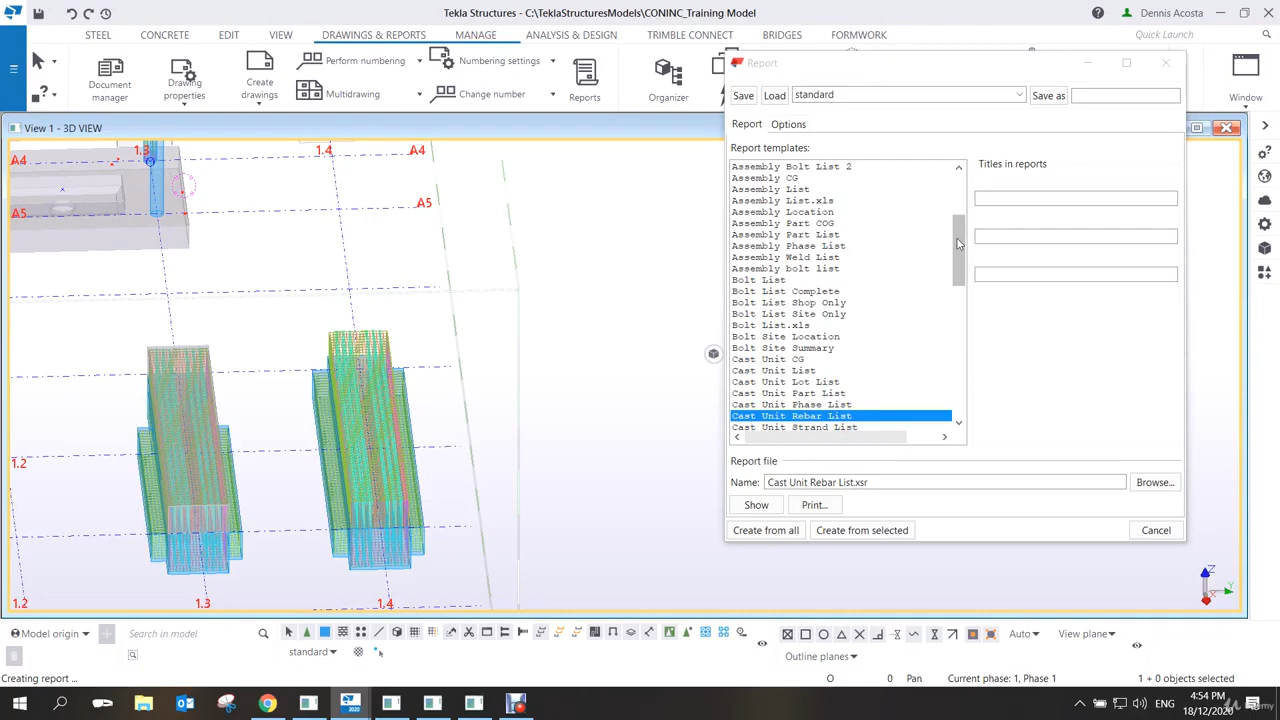 Tekla Structures - C:\TeklaStructuresModels\CONINC_Training Model
Dennis Acosta
STEEL CONCRETE EDIT VIEW DRAWINGS & REPORTS MANAGE ANALYSIS & DESIGN TRIMBLE CONNECT BRIDGES FORMWORK Quick Launch
Document manager
Drawing properties
Create drawings
Perform numbering
Multidrawing
Numbering settings
Change number
Reports
Organizer
Window
Report
Save Load standard Save as
Report Options
Report templates:
Titles in reports
Assembly Bolt List 2
Assembly CG
Assembly List
Assembly List.xls
Assembly Location
Assembly Part COG
Assembly Part List
Assembly Phase List
Assembly Weld List
Assembly bolt list
Bolt List
Bolt List Complete
Bolt List Shop Only
Bolt List Site Only
Bolt List.xls
Bolt Site Location
Bolt Site Summary
Cast Unit CG
Cast Unit List
Cast Unit Lot List
Cast Unit Part List
Cast Unit Phase List
Cast Unit Rebar List
Cast Unit Strand List
Report file
Name: Cast Unit Rebar List.xsr Browse...
Show Print...
Create from all Create from selected Cancel
View 1 - 3D VIEW
A4 1.3 1.4 A4
A5 A5
1.2
1.2 1.3 1.4
Z
Y
X
Model origin Search in model
standard
Auto View plane
Outline planes
Creating report ... O 0 Pan Current phase: 1, Phase 1 1 + 0 objects selected
2020
ENG
4:54 PM
18/12/2020
Udemy